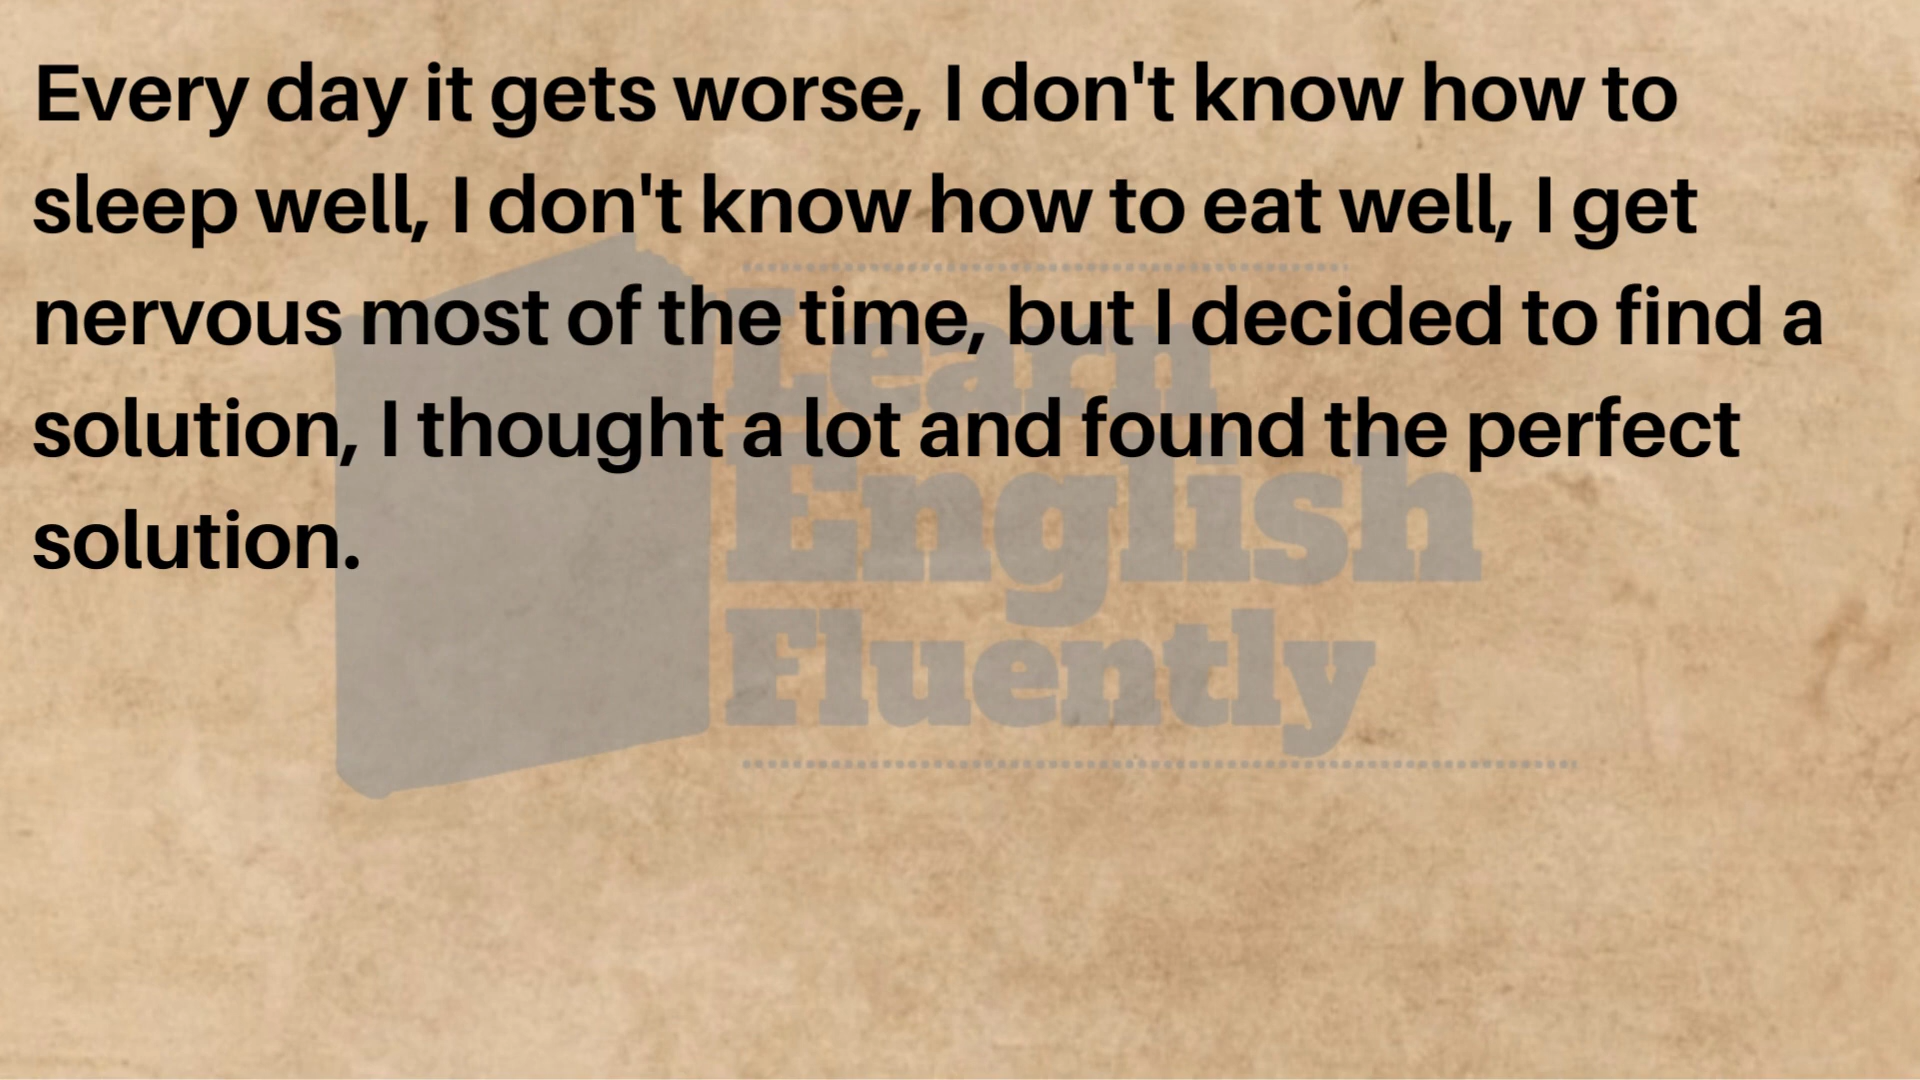 Every day it gets worse, I don't know how to
sleep well, I don't know how to eat well, I get
nervous most of the time, but I decided to find a
solution, I thought a lot and found the perfect
solution.
Learn
English
Fluently